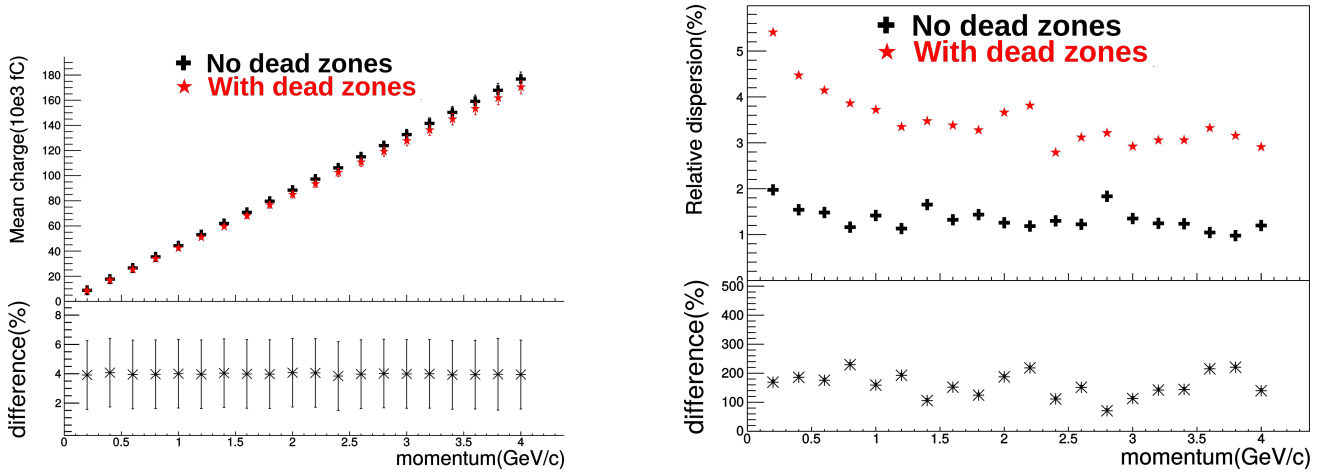 No dead zones
With dead zones
Mean charge(10e3 fC)
180
160
140
120
100
80
60
40
20
0
difference(%)
8
6
4
2
0 0.5 1 1.5 2 2.5 3 3.5 4
momentum(GeV/c)
No dead zones
With dead zones
Relative dispersion(%)
5
4
3
2
1
0
difference(%)
500
400
300
200
100
0
0 0.5 1 1.5 2 2.5 3 3.5 4
momentum(GeV/c)